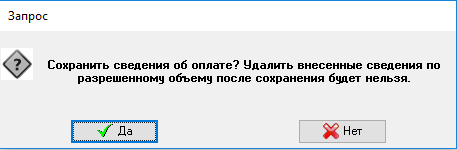 Запрос
Сохранить сведения об оплате? Удалить внесенные сведения по
разрешенному объему после сохранения будет нельзя.
Да
Нет